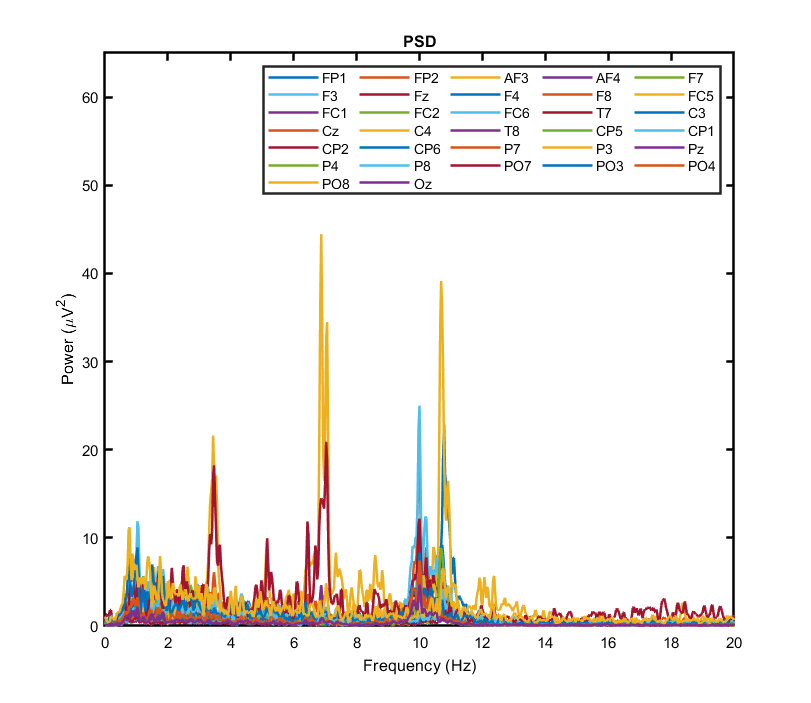 PSD
FP1 FP2 AF3 AF4 F7
F3 Fz F4 F8 FC5
FC1 FC2 FC6 T7 C3
Cz C4 T8 CP5 CP1
CP2 CP6 P7 P3 Pz
P4 P8 PO7 PO3 PO4
PO8 Oz
60
50
40
30
20
10
0
Power (μV²)
0 2 4 6 8 10 12 14 16 18 20
Frequency (Hz)